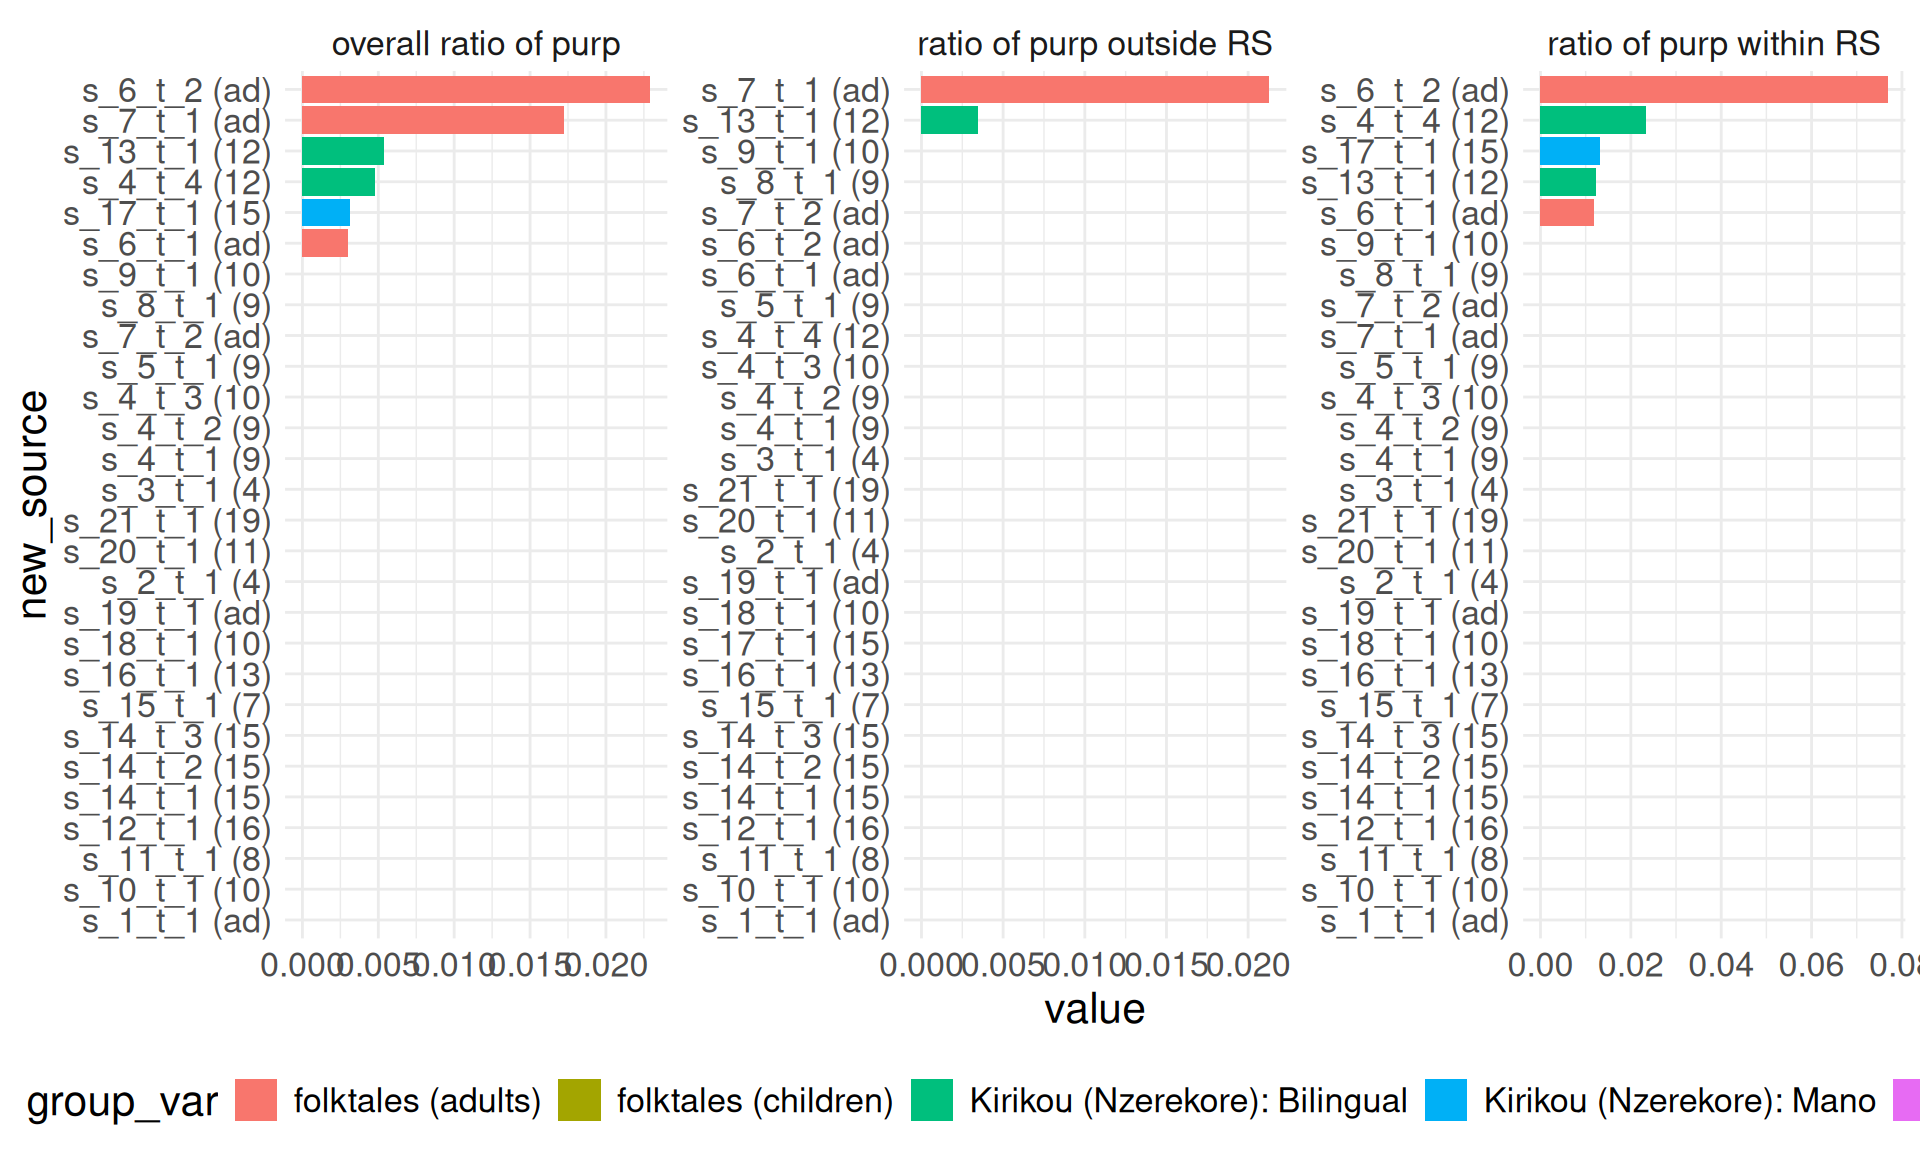 overall ratio of purp
s_6_t_2 (ad)
s_7_t_1 (ad)
s_13_t_1 (12)
s_4_t_4 (12)
s_17_t_1 (15)
s_6_t_1 (ad)
s_9_t_1 (10)
s_8_t_1 (9)
s_7_t_2 (ad)
s_5_t_1 (9)
s_4_t_3 (10)
s_4_t_2 (9)
s_4_t_1 (9)
s_3_t_1 (4)
s_21_t_1 (19)
s_20_t_1 (11)
s_2_t_1 (4)
s_19_t_1 (ad)
s_18_t_1 (10)
s_16_t_1 (13)
s_15_t_1 (7)
s_14_t_3 (15)
s_14_t_2 (15)
s_14_t_1 (15)
s_12_t_1 (16)
s_11_t_1 (8)
s_10_t_1 (10)
s_1_t_1 (ad)
0.000 0.005 0.010 0.015 0.020
ratio of purp outside RS
s_7_t_1 (ad)
s_13_t_1 (12)
s_9_t_1 (10)
s_8_t_1 (9)
s_7_t_2 (ad)
s_6_t_2 (ad)
s_6_t_1 (ad)
s_5_t_1 (9)
s_4_t_4 (12)
s_4_t_3 (10)
s_4_t_2 (9)
s_4_t_1 (9)
s_3_t_1 (4)
s_21_t_1 (19)
s_20_t_1 (11)
s_2_t_1 (4)
s_19_t_1 (ad)
s_18_t_1 (10)
s_17_t_1 (15)
s_16_t_1 (13)
s_15_t_1 (7)
s_14_t_3 (15)
s_14_t_2 (15)
s_14_t_1 (15)
s_12_t_1 (16)
s_11_t_1 (8)
s_10_t_1 (10)
s_1_t_1 (ad)
0.000 0.005 0.010 0.015 0.020
ratio of purp within RS
s_6_t_2 (ad)
s_4_t_4 (12)
s_17_t_1 (15)
s_13_t_1 (12)
s_6_t_1 (ad)
s_9_t_1 (10)
s_8_t_1 (9)
s_7_t_2 (ad)
s_7_t_1 (ad)
s_5_t_1 (9)
s_4_t_3 (10)
s_4_t_2 (9)
s_4_t_1 (9)
s_3_t_1 (4)
s_21_t_1 (19)
s_20_t_1 (11)
s_2_t_1 (4)
s_19_t_1 (ad)
s_18_t_1 (10)
s_16_t_1 (13)
s_15_t_1 (7)
s_14_t_3 (15)
s_14_t_2 (15)
s_14_t_1 (15)
s_12_t_1 (16)
s_11_t_1 (8)
s_10_t_1 (10)
s_1_t_1 (ad)
0.00 0.02 0.04 0.06
new_source
value
group_var folktales (adults) folktales (children) Kirikou (Nzerekore): Bilingual Kirikou (Nzerekore): Mano